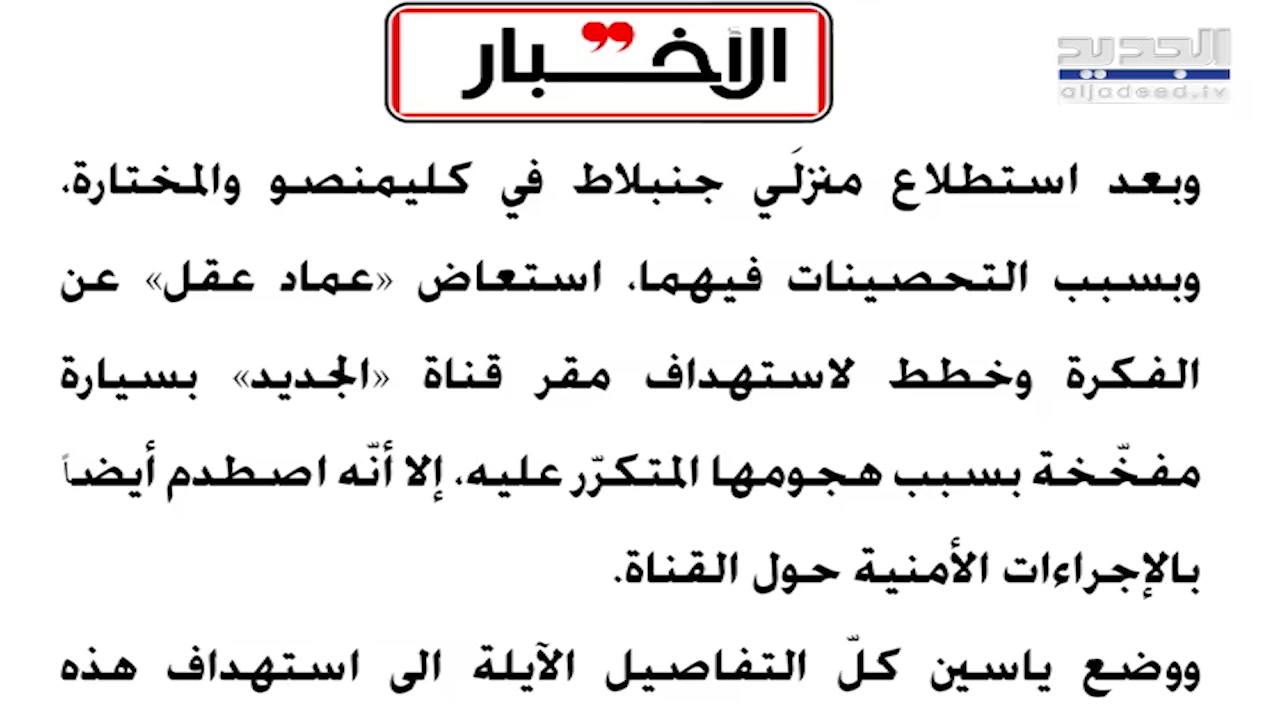 الأخبار
الجديد
aljadeed.tv
وبعد استطلاع منزلَي جنبلاط في كليمنصو والمختارة،
وبسبب التحصينات فيهما، استعاض «عماد عقل» عن
الفكرة وخطط لاستهداف مقر قناة «الجديد» بسيارة
مفخّخة بسبب هجومها المتكرّر عليه، إلا أنّه اصطدم أيضاً
بالإجراءات الأمنية حول القناة.
ووضع ياسين كلّ التفاصيل الآيلة الى استهداف هذه